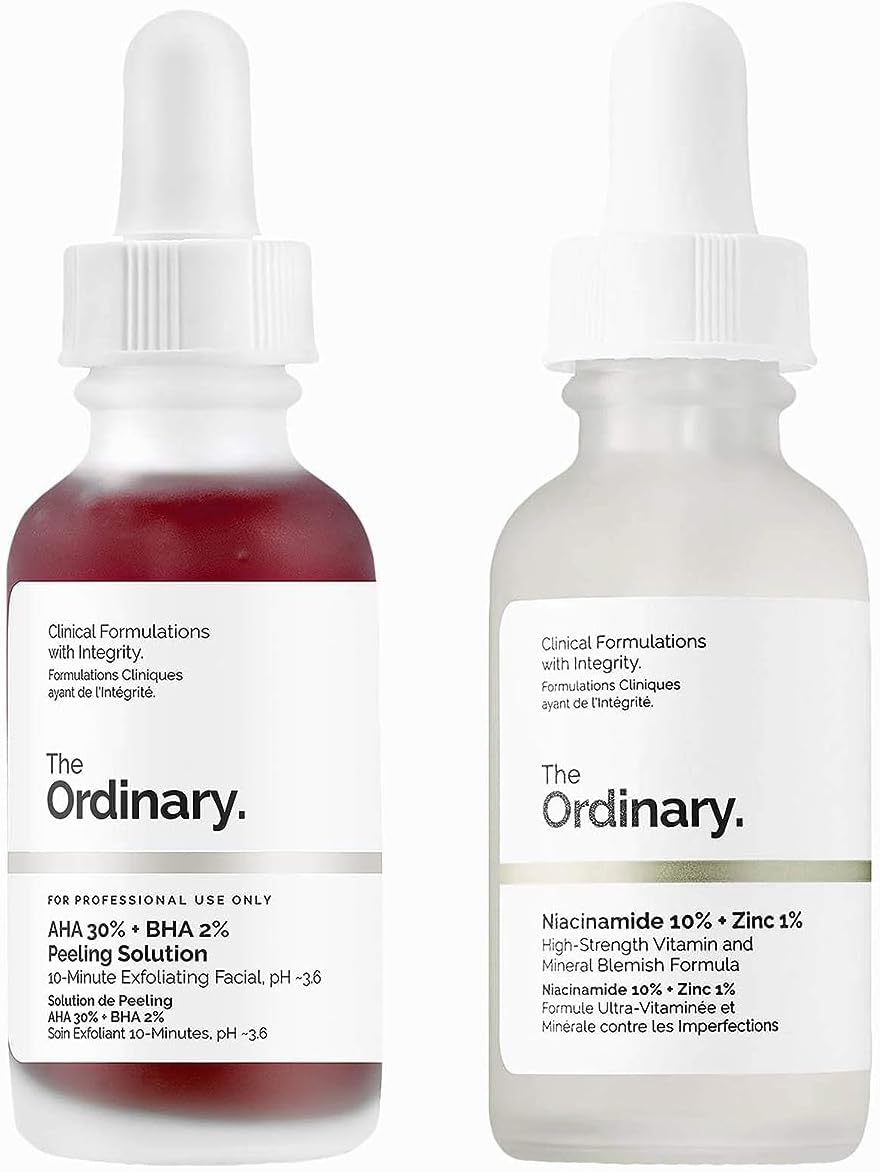 Clinical Formulations
with Integrity.
Formulations Cliniques
ayant de l'Intégrité.
The
Ordinary.
FOR PROFESSIONAL USE ONLY
AHA 30% + BHA 2%
Peeling Solution
10-Minute Exfoliating Facial, pH ~3.6
Solution de Peeling
AHA 30% + BHA 2%
Soin Exfoliant 10-Minutes, pH ~3.6
Clinical Formulations
with Integrity.
Formulations Cliniques
ayant de l'Intégrité.
The
Ordinary.
Niacinamide 10% + Zinc 1%
High-Strength Vitamin and
Mineral Blemish Formula
Niacinamide 10% + Zinc 1%
Formule Ultra-Vitaminée et
Minérale contre les Imperfections